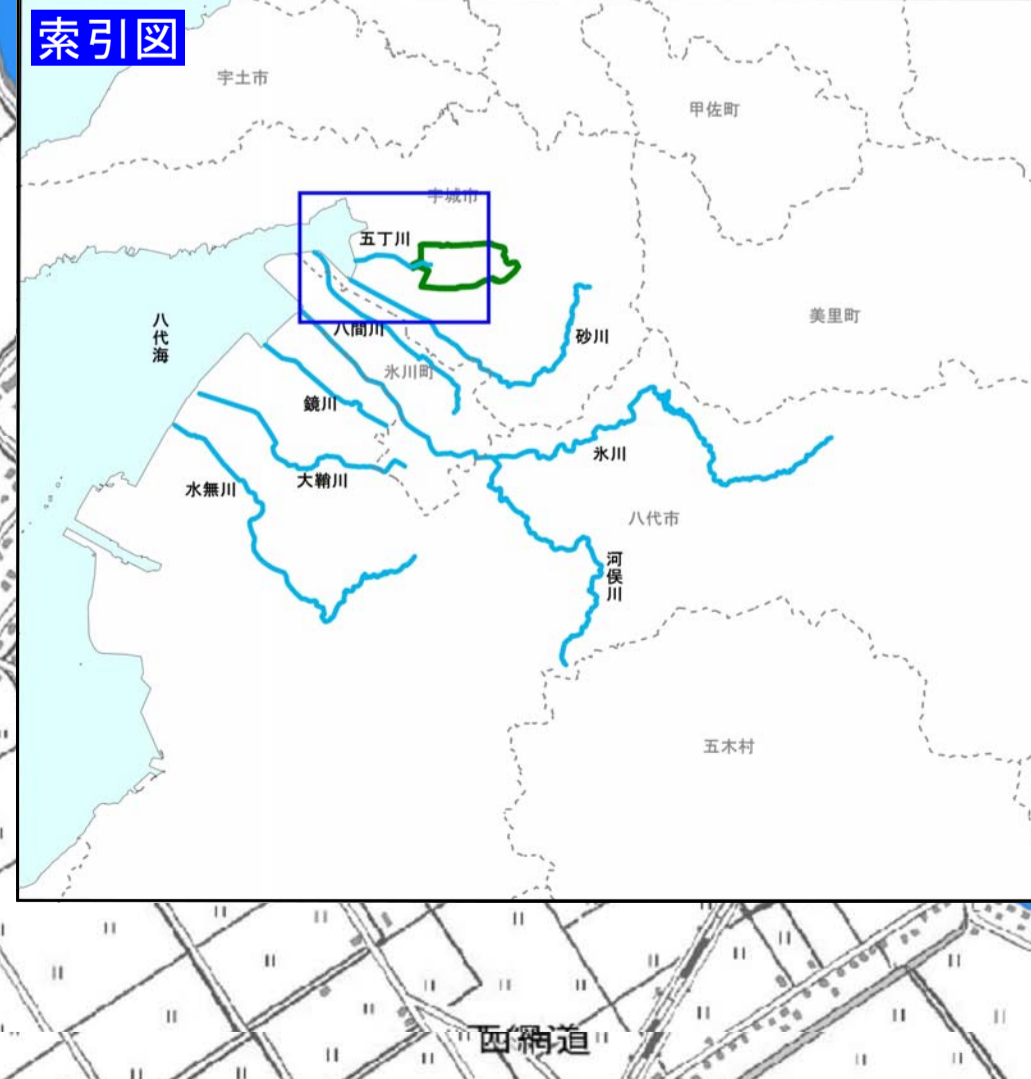 索引図
宇土市
甲佐町
宇城市
五丁川
八代海
八間川
砂川
美里町
氷川町
鏡川
氷川
大鞘川
水無川
八代市
河俣川
五木村
西網道